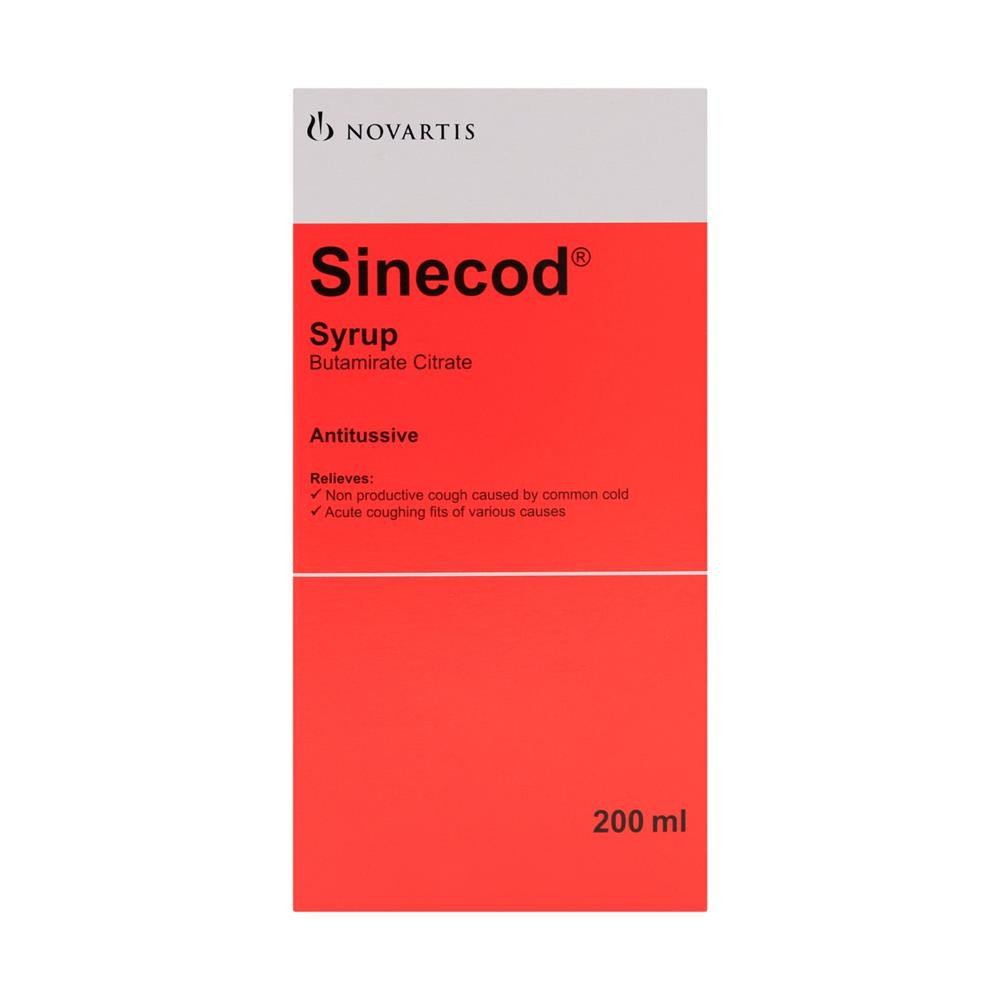 NOVARTIS
Sinecod®
Syrup
Butamirate Citrate
Antitussive
Relieves:
✓ Non productive cough caused by common cold
✓ Acute coughing fits of various causes
200 ml